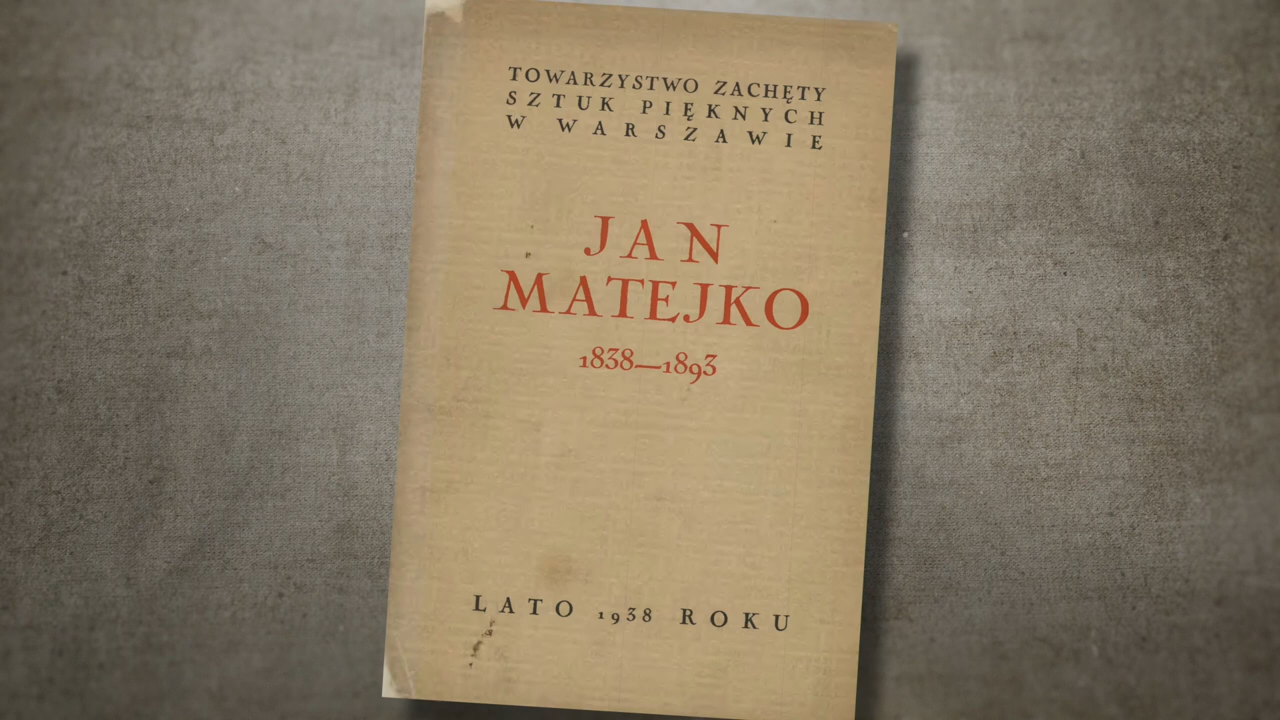 TOWARZYSTWO ZACHĘTY
SZTUK PIĘKNYCH
W WARSZAWIE
JAN
MATEJKO
1838—1893
LATO 1938 ROKU